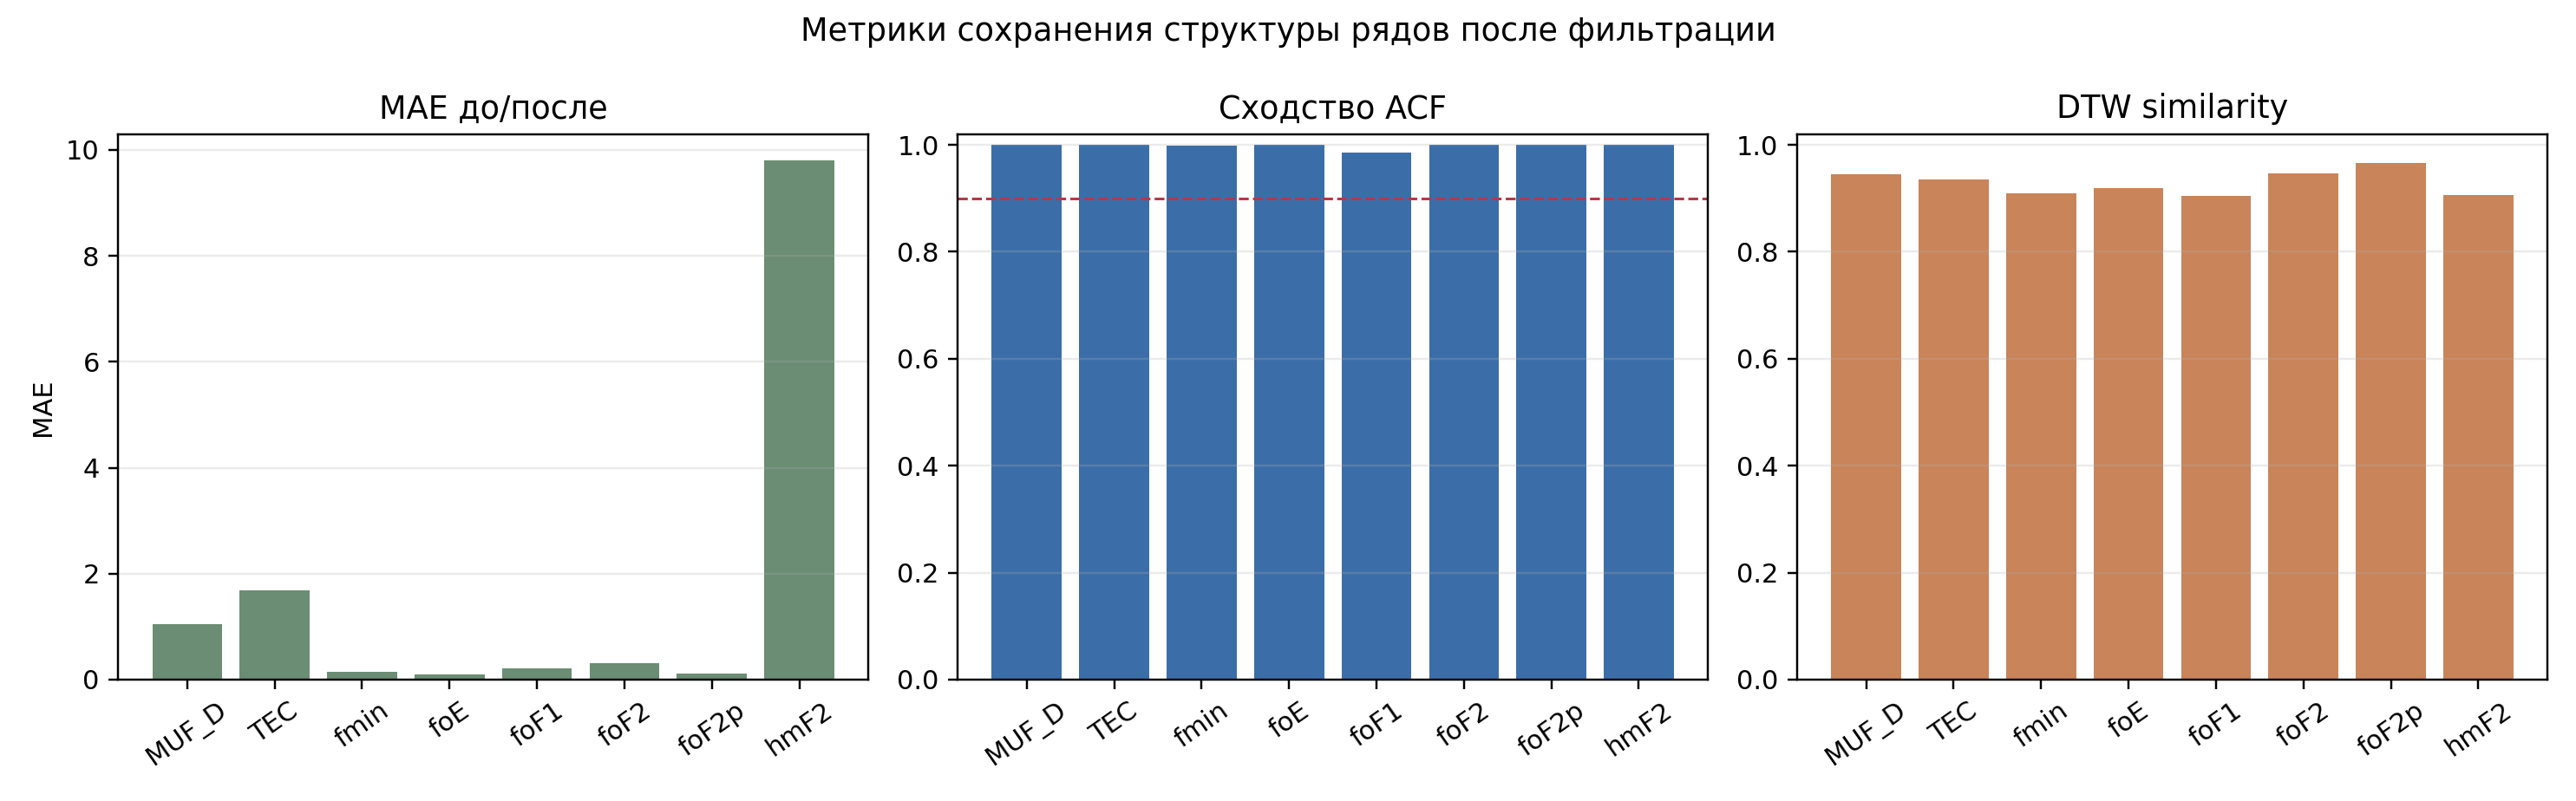 Метрики сохранения структуры рядов после фильтрации
MAE до/после
MAE
10
8
6
4
2
0
MUF_D TEC fmin foE foF1 foF2 foF2p hmF2
Сходство ACF
1.0
0.8
0.6
0.4
0.2
0.0
MUF_D TEC fmin foE foF1 foF2 foF2p hmF2
DTW similarity
1.0
0.8
0.6
0.4
0.2
0.0
MUF_D TEC fmin foE foF1 foF2 foF2p hmF2